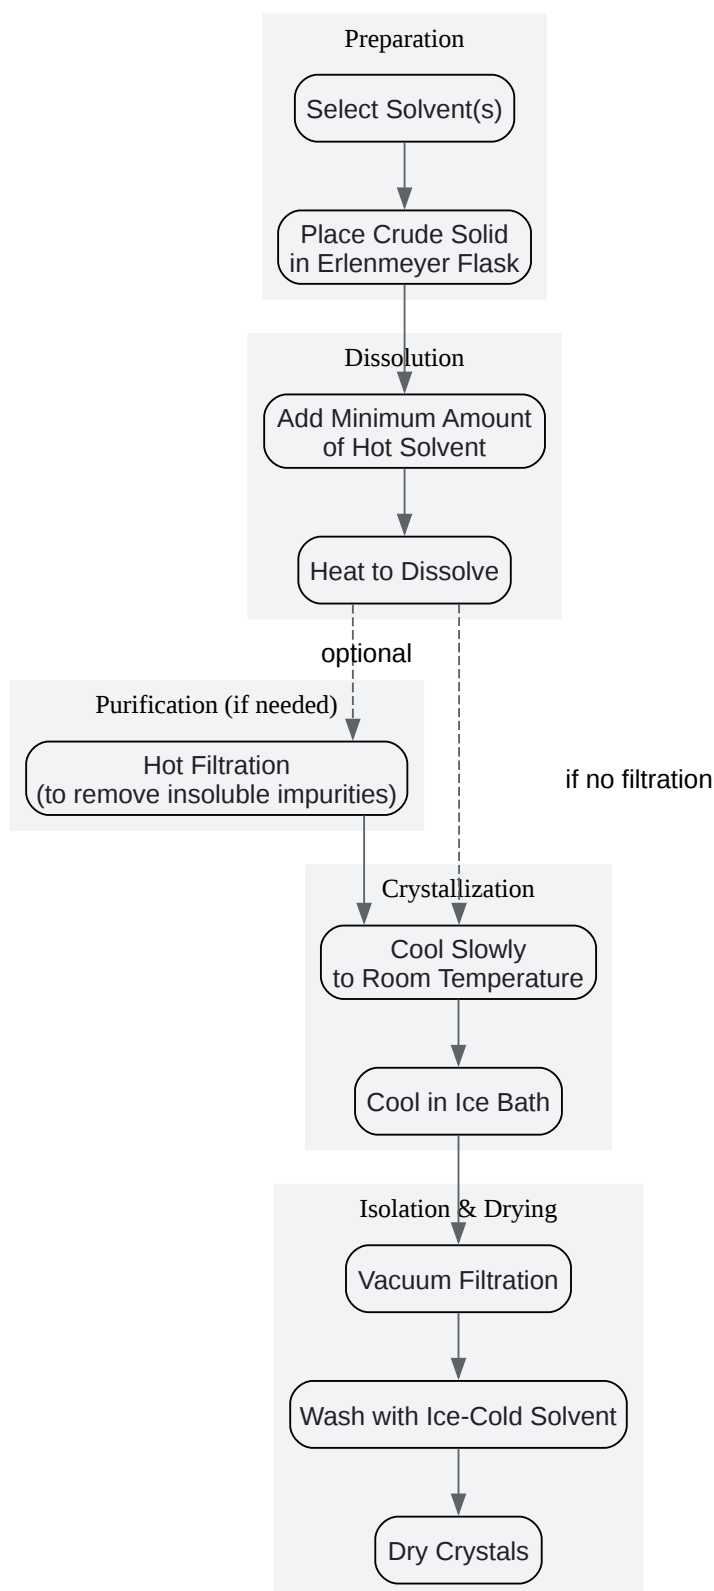 Preparation
Select Solvent(s)
Place Crude Solid
in Erlenmeyer Flask
Dissolution
Add Minimum Amount
of Hot Solvent
Heat to Dissolve
optional
Purification (if needed)
Hot Filtration
(to remove insoluble impurities)
if no filtration
Crystallization
Cool Slowly
to Room Temperature
Cool in Ice Bath
Isolation & Drying
Vacuum Filtration
Wash with Ice-Cold Solvent
Dry Crystals